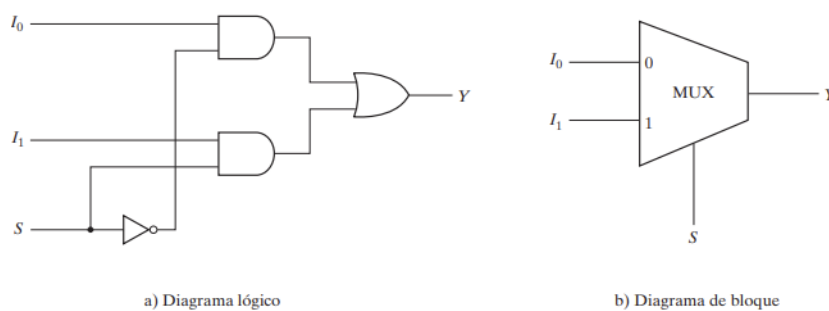 I₀
I₁
S
Y
a) Diagrama lógico
I₀
I₁
0
1
MUX
Y
S
b) Diagrama de bloque